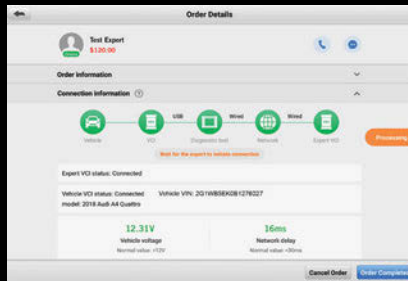 Order Details
Test Expert
$120.00
Order information
Connection information ?
USB Wired Wired
Vehicle VCI Diagnostic tool Network Expert VCI
Processing
Wait for the expert to initiate connection
Expert VCI status: Connected
Vehicle VCI status: Connected Vehicle VIN: 2G1WB5EK0B1276227
model: 2018 Audi A4 Quattro
12.31V 16ms
Vehicle voltage Network delay
Normal value: >12V Normal value: <30ms
Cancel Order Order Completed